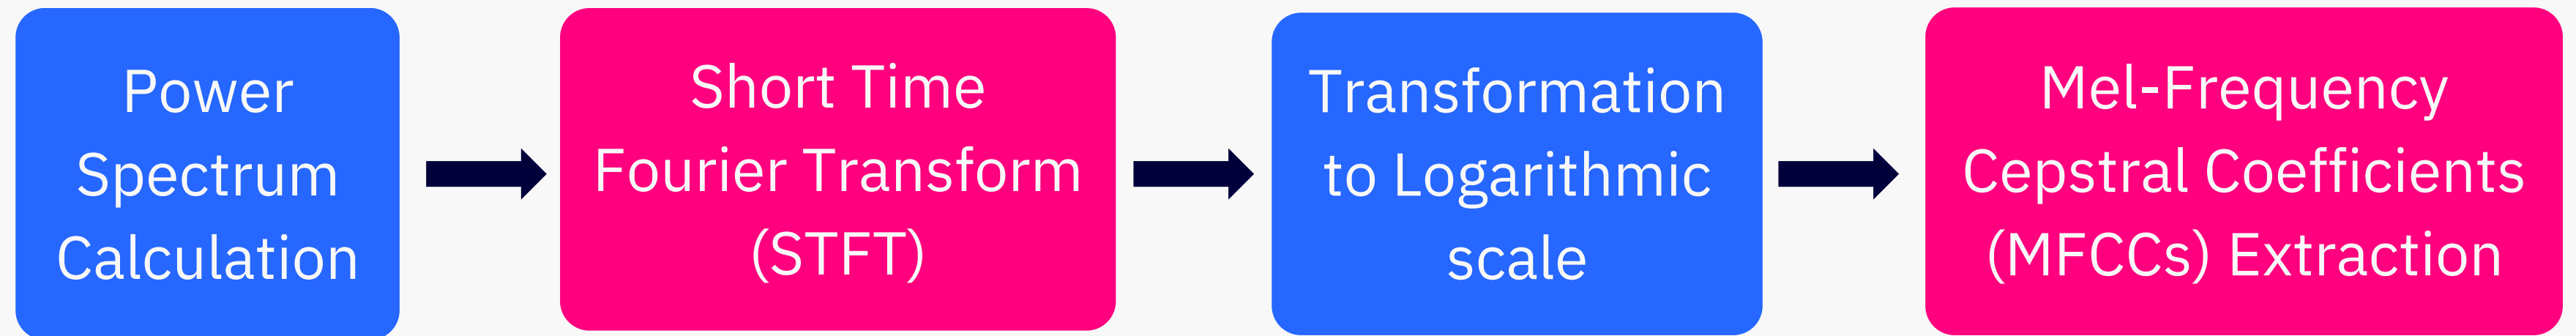 Power
Spectrum
Calculation
Short Time
Fourier Transform
(STFT)
Transformation
to Logarithmic
scale
Mel-Frequency
Cepstral Coefficients
(MFCCs) Extraction